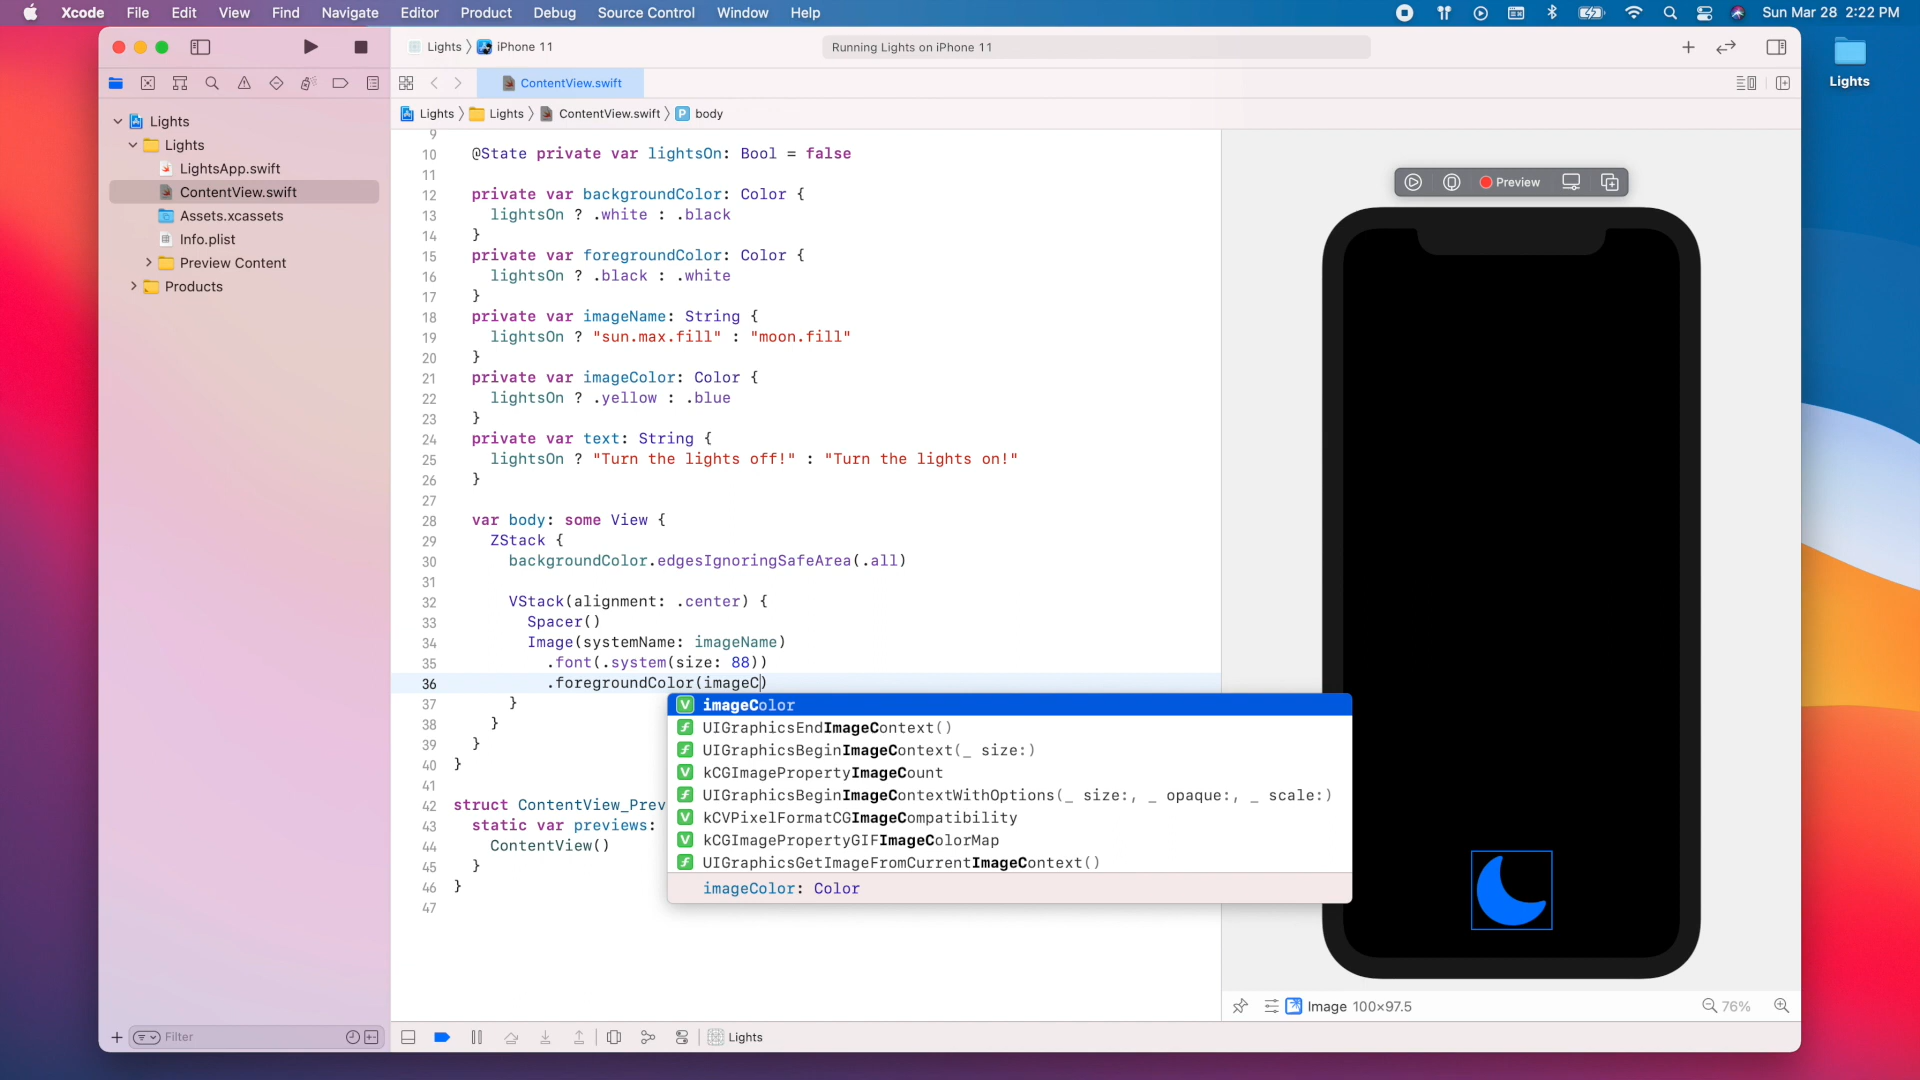 Xcode File Edit View Find Navigate Editor Product Debug Source Control Window Help Sun Mar 28 2:22 PM
Lights iPhone 11 Running Lights on iPhone 11
Lights
ContentView.swift
Lights Lights ContentView.swift P body
Lights
Lights
LightsApp.swift
ContentView.swift
Assets.xcassets
Info.plist
Preview Content
Products
9
10 @State private var lightsOn: Bool = false
11
12 private var backgroundColor: Color {
13 lightsOn ? .white : .black
14 }
15 private var foregroundColor: Color {
16 lightsOn ? .black : .white
17 }
18 private var imageName: String {
19 lightsOn ? "sun.max.fill" : "moon.fill"
20 }
21 private var imageColor: Color {
22 lightsOn ? .yellow : .blue
23 }
24 private var text: String {
25 lightsOn ? "Turn the lights off!" : "Turn the lights on!"
26 }
27
28 var body: some View {
29 ZStack {
30 backgroundColor.edgesIgnoringSafeArea(.all)
31
32 VStack(alignment: .center) {
33 Spacer()
34 Image(systemName: imageName)
35 .font(.system(size: 88))
36 .foregroundColor(imageC)
37 }
38 }
39 }
40 }
41
42 struct ContentView_Prev
43 static var previews:
44 ContentView()
45 }
46 }
47
V imageColor
f UIGraphicsEndImageContext()
f UIGraphicsBeginImageContext(_ size:)
V kCGImagePropertyImageCount
f UIGraphicsBeginImageContextWithOptions(_ size:, _ opaque:, _ scale:)
V kCVPixelFormatCGImageCompatibility
V kCGImagePropertyGIFImageColorMap
f UIGraphicsGetImageFromCurrentImageContext()
imageColor: Color
Preview
Image 100×97.5 76%
Filter
Lights